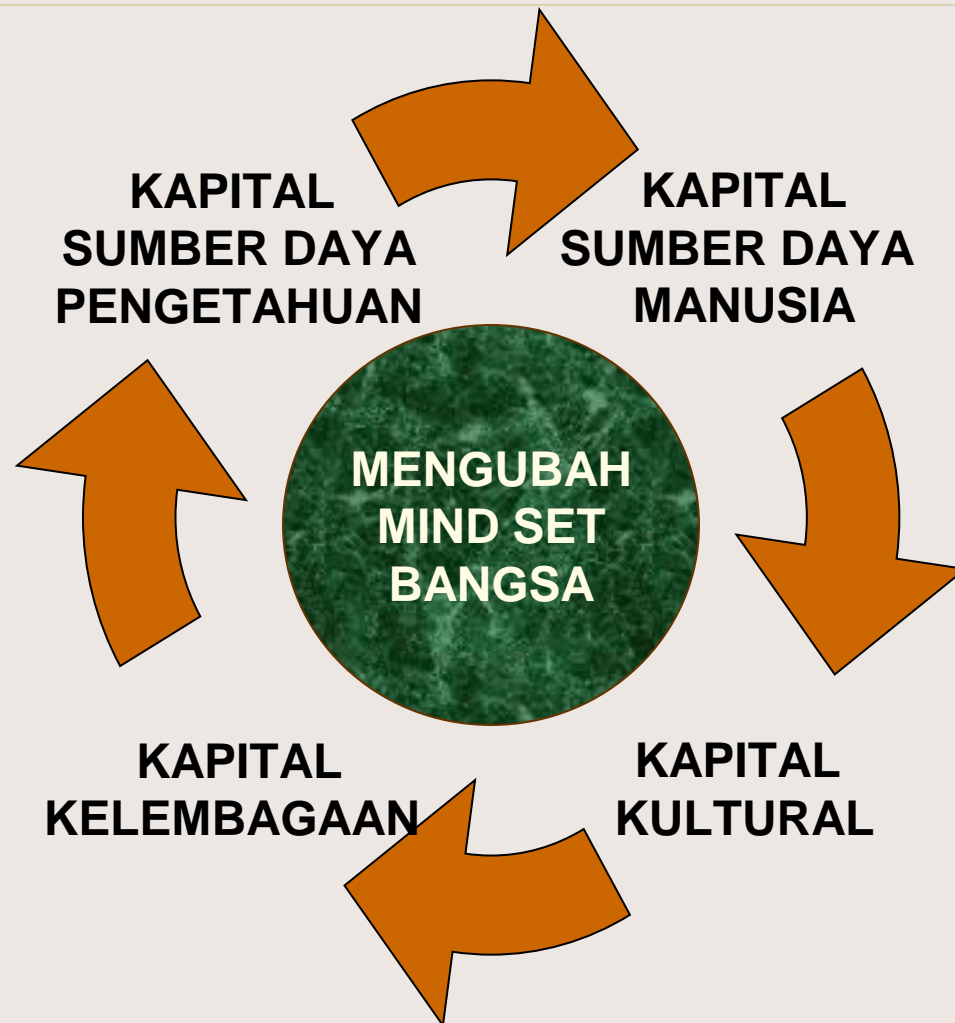 KAPITAL
SUMBER DAYA
PENGETAHUAN
KAPITAL
SUMBER DAYA
MANUSIA
MENGUBAH
MIND SET
BANGSA
KAPITAL
KELEMBAGAAN
KAPITAL
KULTURAL